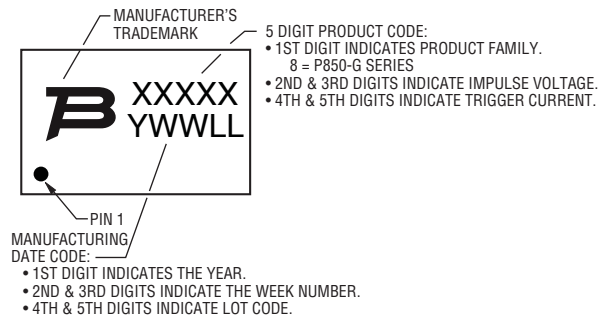 MANUFACTURER'S
TRADEMARK
5 DIGIT PRODUCT CODE:
• 1ST DIGIT INDICATES PRODUCT FAMILY.
8 = P850-G SERIES
• 2ND & 3RD DIGITS INDICATE IMPULSE VOLTAGE.
• 4TH & 5TH DIGITS INDICATE TRIGGER CURRENT.
B
XXXXX
YWWLL
PIN 1
MANUFACTURING
DATE CODE:
• 1ST DIGIT INDICATES THE YEAR.
• 2ND & 3RD DIGITS INDICATE THE WEEK NUMBER.
• 4TH & 5TH DIGITS INDICATE LOT CODE.